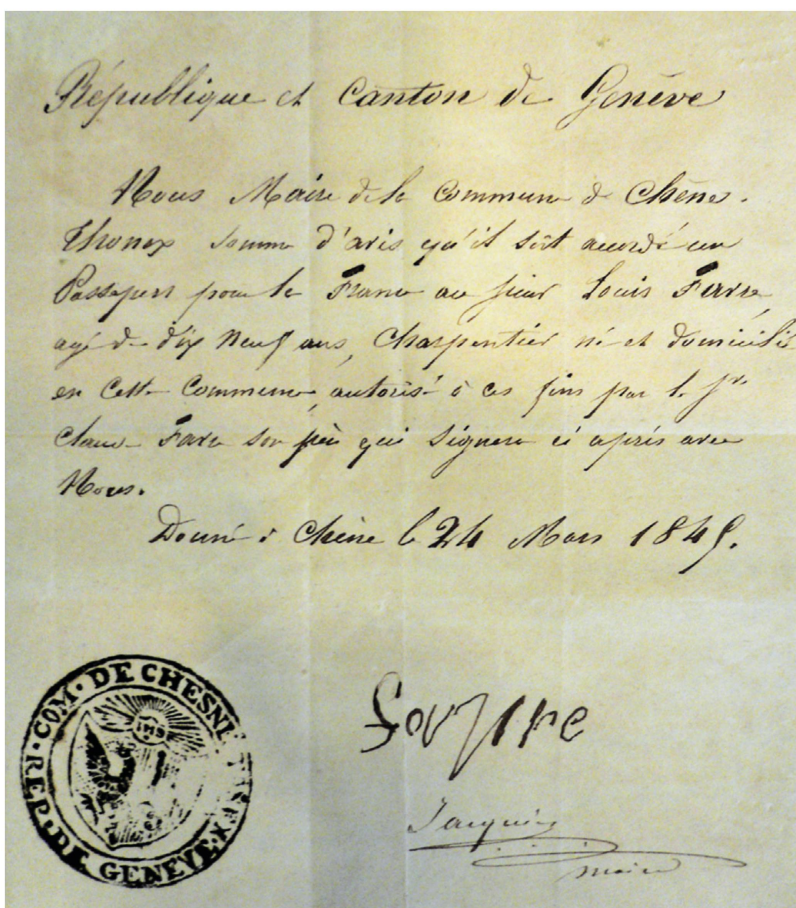 République et Canton de Genève
Nous Maire de la Commune de Chêne-
Thonex somme d'avis qu'il soit accordé un
Passeport pour la France au sieur Louis Favre,
agé de dix neuf ans, Charpentier né et domicilié
en cette Commune, autorisé à ces fins par le Sr.
Claude Favre son père qui signera ci après avec
Nous.
Donné à Chêne le 24 Mars 1845.
REP. DE GENEVE. COM. DE CHESNE
IHS
Jacquin
maire